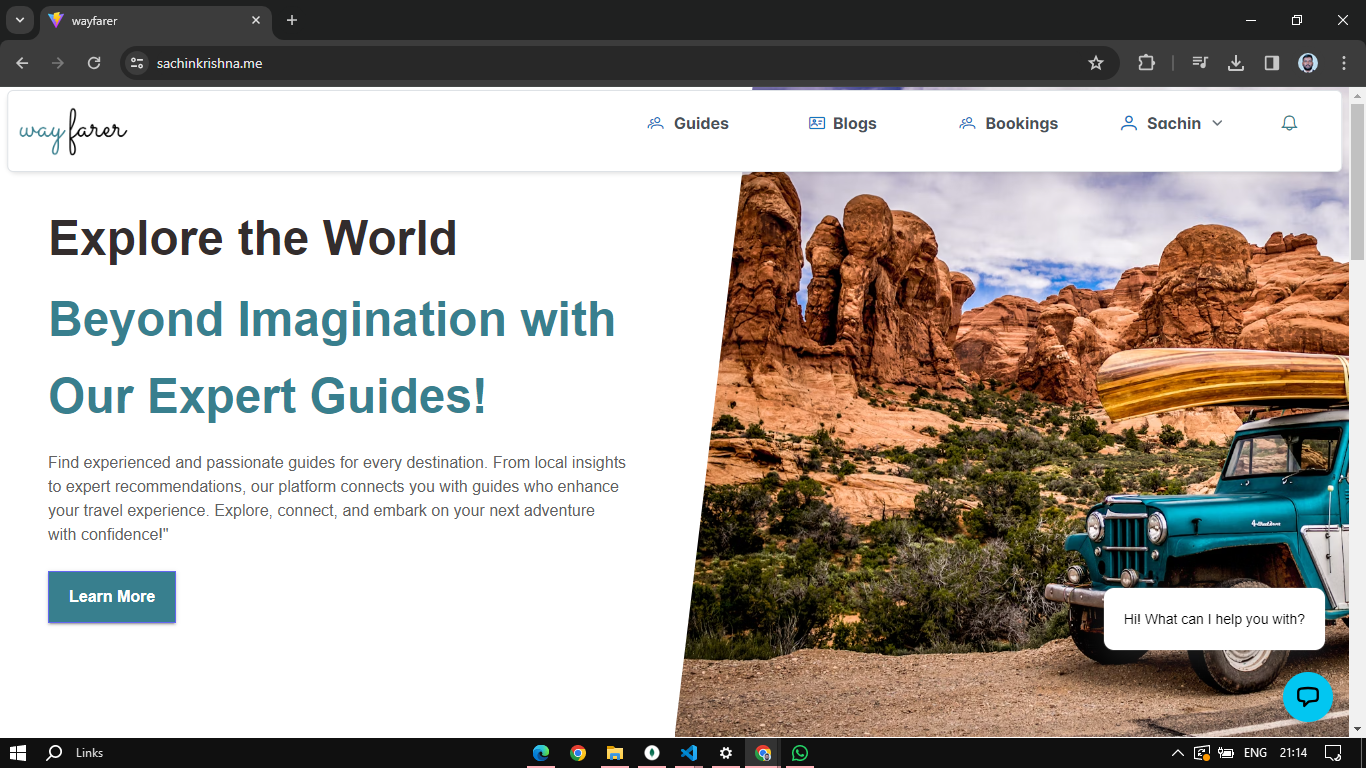 wayfarer
sachinkrishna.me
wayfarer
Guides
Blogs
Bookings
Sachin
Explore the World
Beyond Imagination with
Our Expert Guides!
Find experienced and passionate guides for every destination. From local insights
to expert recommendations, our platform connects you with guides who enhance
your travel experience. Explore, connect, and embark on your next adventure
with confidence!"
Learn More
Hi! What can I help you with?
Links
ENG
21:14